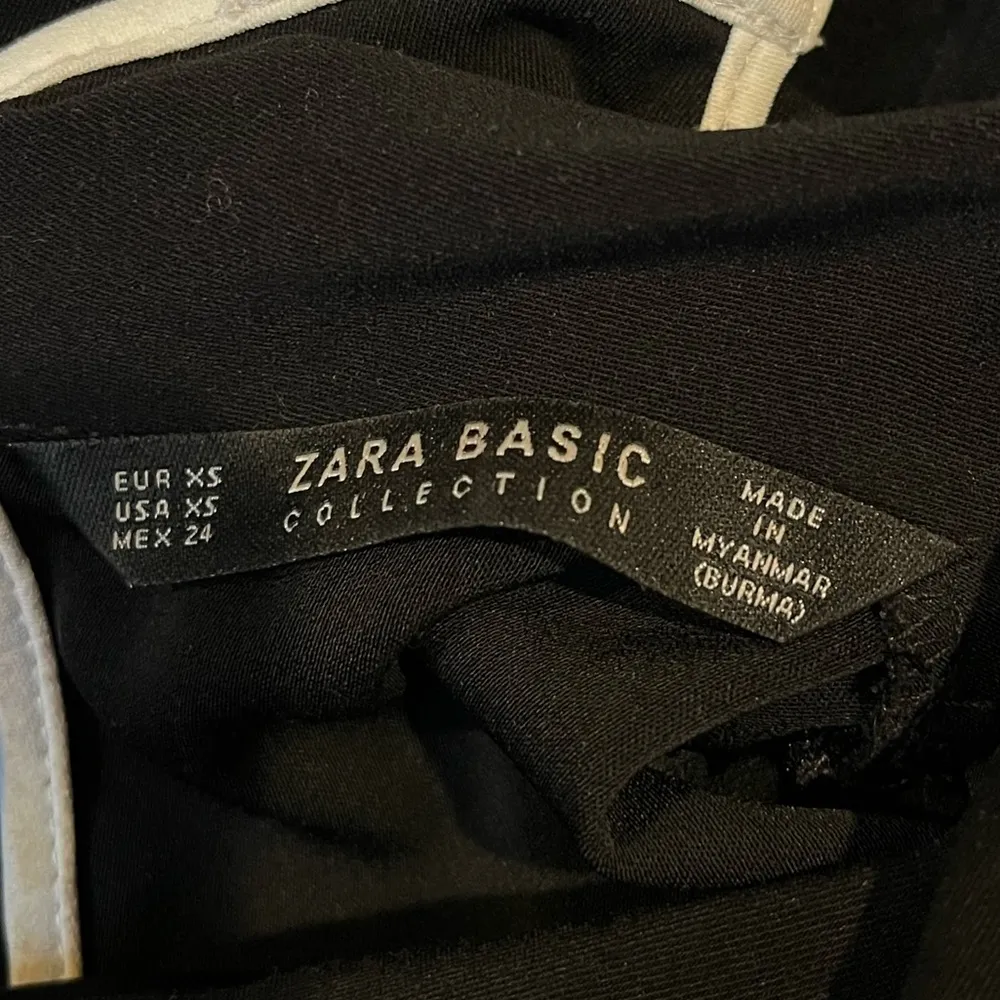 EUR XS
USA XS
MEX 24
ZARA BASIC
COLLECTION
MADE
IN
MYANMAR
(BURMA)